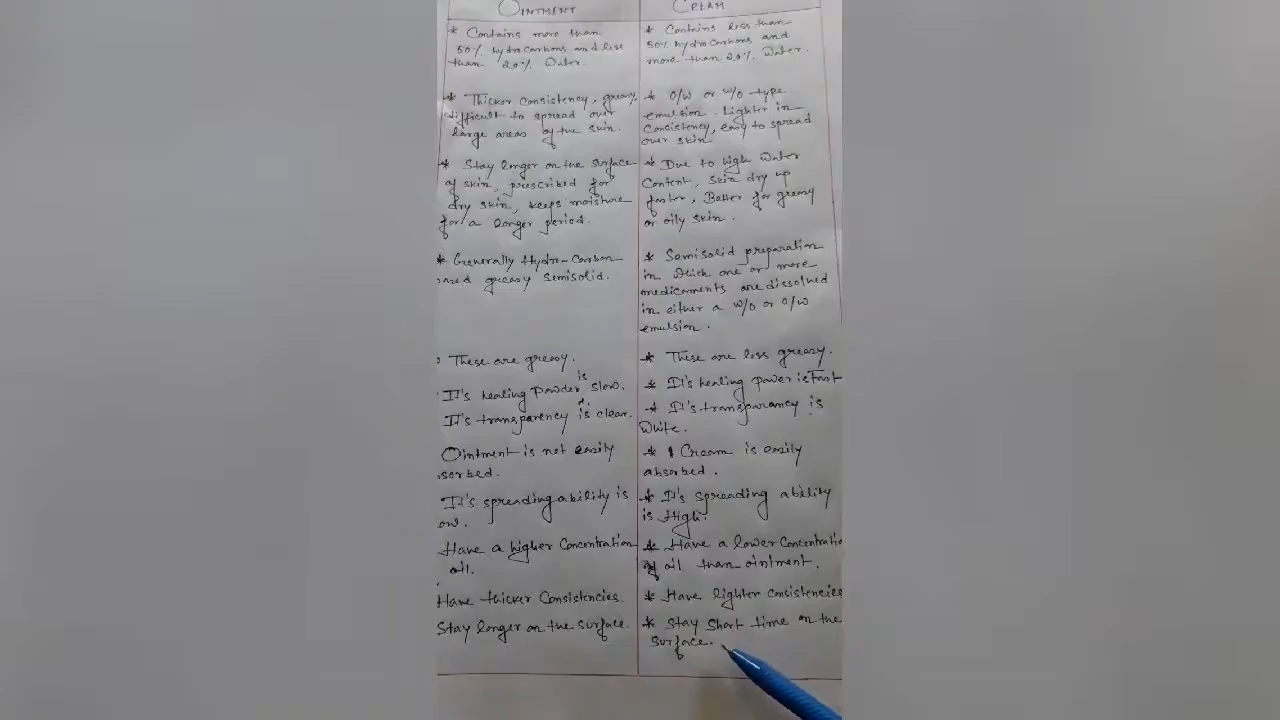 OINTMENT
* Contains more than
50% hydrocarbons and less
than 20% Water.
* Thicker consistency, greasy,
difficult to spread over
large areas of the skin.
* Stay longer on the surface
of skin, prescribed for
dry skin, keeps moisture
for a longer period.
* Generally Hydro-Carbon
ased greasy semisolid.
These are greasy.
It's healing Powder is slow.
It's transparency is clear.
Ointment is not easily
sorbed.
It's spreading ability is
ow.
Have a higher Concentration
oil.
Have thicker Consistencies.
Stay longer on the surface.
CREAM
* Contains less than
50% hydrocarbons and
more than 20% Water.
* O/W or W/O type
emulsion. Lighter in
Consistency, easy to spread
over skin
* Due to high Water
Content, Skin dry up
faster, Better for greasy
or oily skin.
* Semisolid preparation
in which one or more
medicaments are dissolved
in either a W/O or O/W
emulsion.
* These are less greasy.
* It's healing power is Fast
* It's transparancy is
White.
* Cream is easily
absorbed.
* It's spreading ability
is High.
* Have a lower Concentratio
of oil than ointment.
* Have lighter consistencies
* Stay Short time on the
surface.